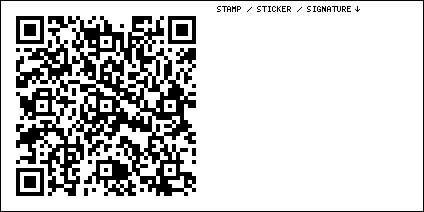 STAMP / STICKER / SIGNATURE ↓